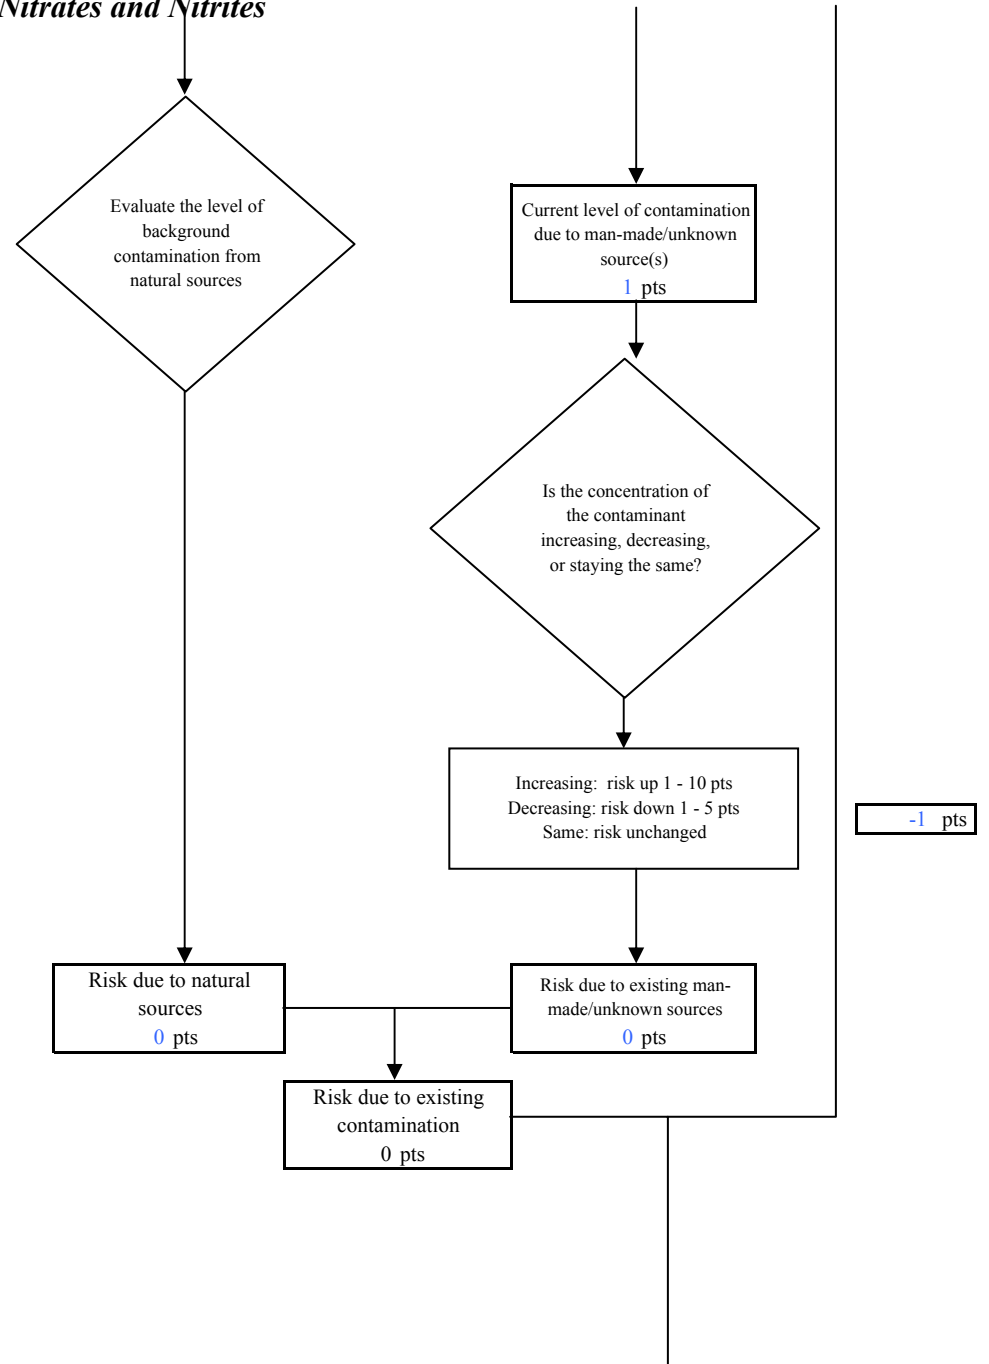 Nitrates and Nitrites
Evaluate the level of
background
contamination from
natural sources
Current level of contamination
due to man-made/unknown
source(s)
1 pts
Is the concentration of
the contaminant
increasing, decreasing,
or staying the same?
Increasing: risk up 1 - 10 pts
Decreasing: risk down 1 - 5 pts
Same: risk unchanged
-1 pts
Risk due to natural
sources
0 pts
Risk due to existing man-
made/unknown sources
0 pts
Risk due to existing
contamination
0 pts